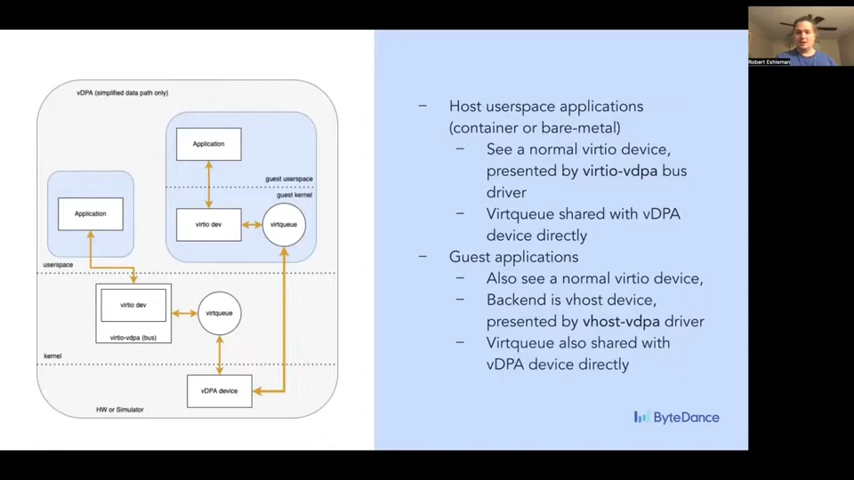 vDPA (simplified data path only)
Application
guest userspace
guest kernel
virtio dev
virtqueue
Application
userspace
virtio dev
virtio-vdpa (bus)
virtqueue
kernel
vDPA device
HW or Simulator
– Host userspace applications
(container or bare-metal)
– See a normal virtio device,
presented by virtio-vdpa bus
driver
– Virtqueue shared with vDPA
device directly
– Guest applications
– Also see a normal virtio device,
– Backend is vhost device,
presented by vhost-vdpa driver
– Virtqueue also shared with
vDPA device directly
ByteDance
Robert Eshleman